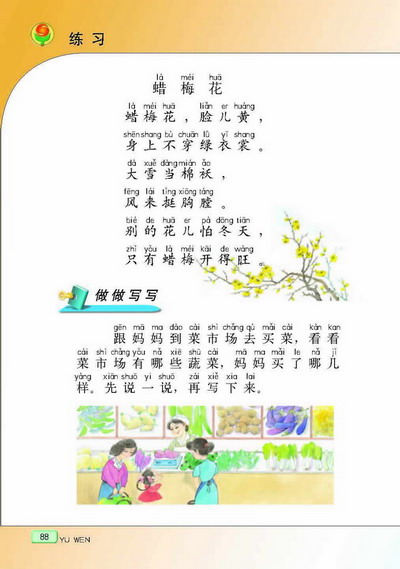 练习
là méi huā
蜡梅花
là méi huā liǎn er huáng
蜡梅花，脸儿黄，
shēn shang bù chuān lǜ yī shang
身上不穿绿衣裳。
dà xuě dàng mián ǎo
大雪当棉袄，
fēng lái tǐng xiōng táng
风来挺胸膛。
bié de huā er pà dōng tiān
别的花儿怕冬天，
zhǐ yǒu là méi kāi de wàng
只有蜡梅开得旺。
做做写写
gēn mā ma dào cài shì chǎng qù mǎi cài kàn kan
跟妈妈到菜市场去买菜，看看
cài shì chǎng yǒu nǎ xiē shū cài mā ma mǎi le nǎ jǐ
菜市场有哪些蔬菜，妈妈买了哪几
yàng xiān shuō yi shuō zài xiě xia lai
样。先说一说，再写下来。
88 YU WEN